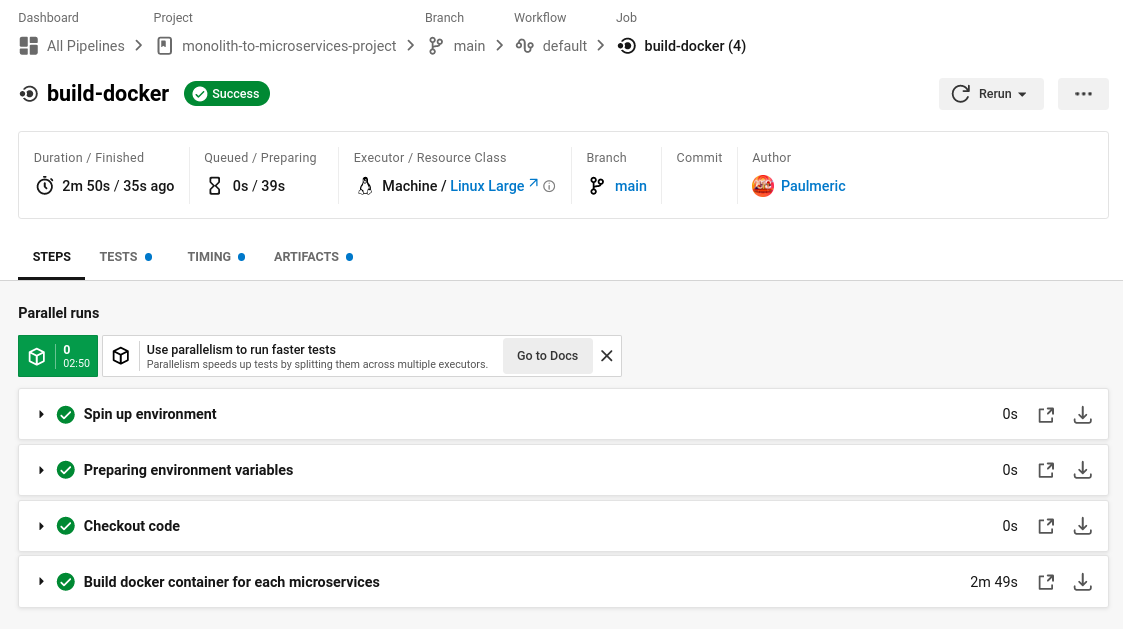 Dashboard Project Branch Workflow Job
All Pipelines monolith-to-microservices-project main default build-docker (4)
build-docker Success Rerun
Duration / Finished Queued / Preparing Executor / Resource Class Branch Commit Author
2m 50s / 35s ago 0s / 39s Machine / Linux Large main Paulmeric
STEPS TESTS TIMING ARTIFACTS
Parallel runs
0
02:50
Use parallelism to run faster tests
Parallelism speeds up tests by splitting them across multiple executors.
Go to Docs
Spin up environment 0s
Preparing environment variables 0s
Checkout code 0s
Build docker container for each microservices 2m 49s